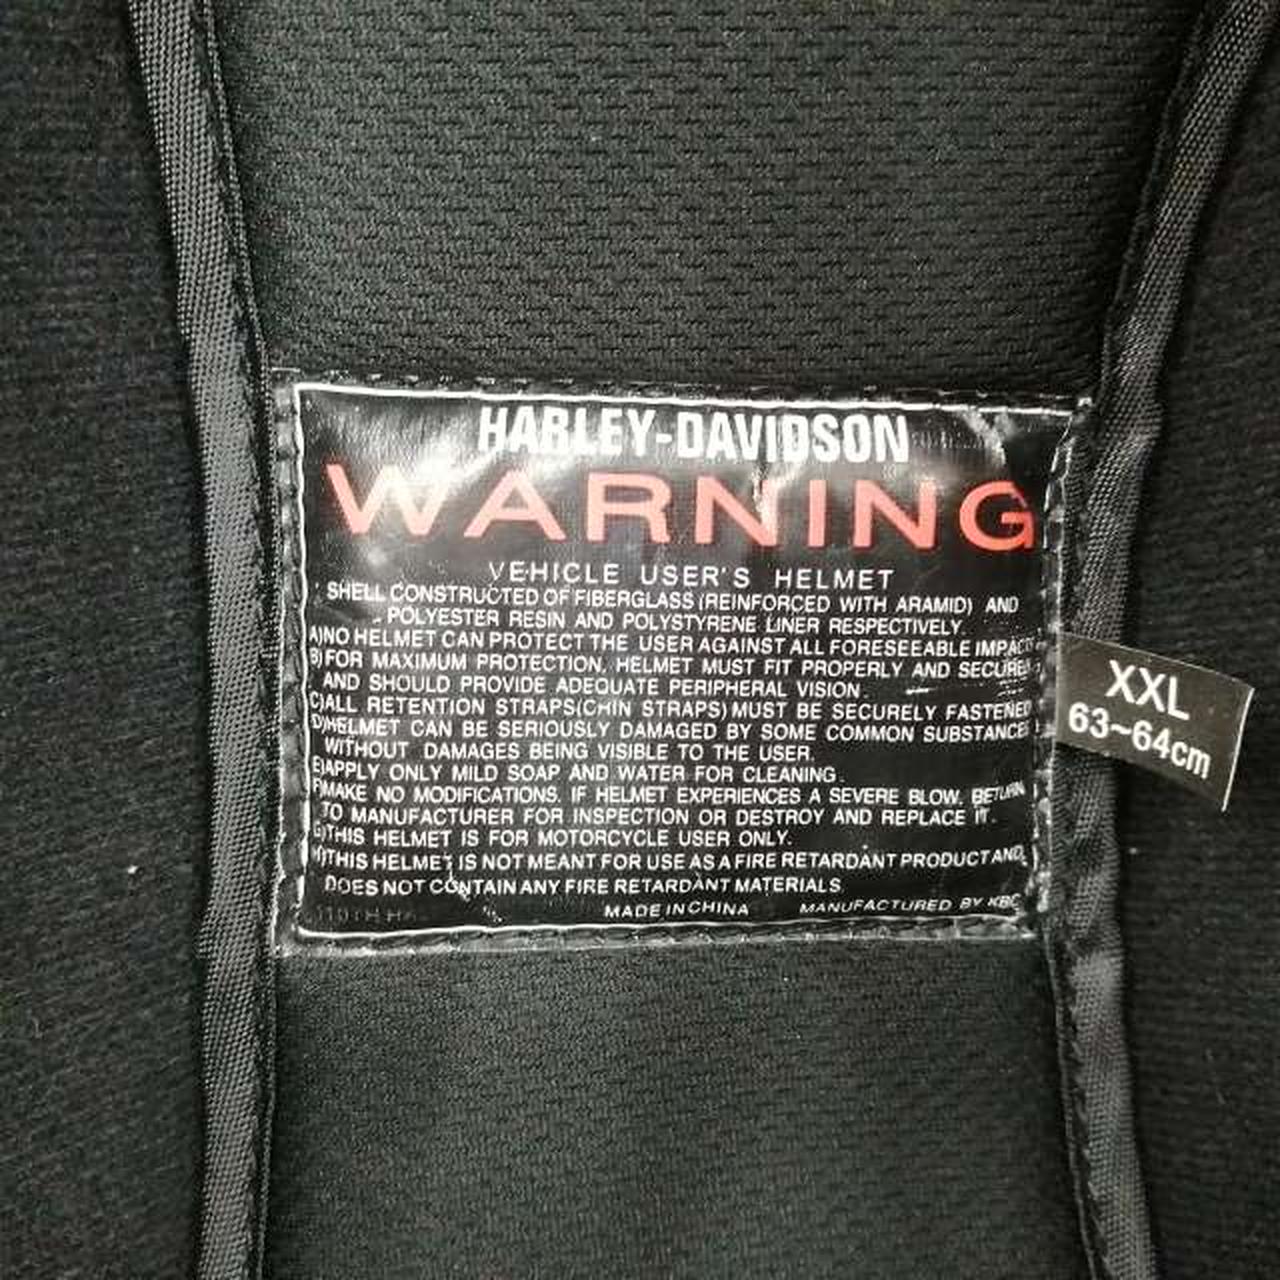 HARLEY-DAVIDSON
WARNING
VEHICLE USER'S HELMET
SHELL CONSTRUCTED OF FIBERGLASS (REINFORCED WITH ARAMID) AND
POLYESTER RESIN AND POLYSTYRENE LINER RESPECTIVELY.
A)NO HELMET CAN PROTECT THE USER AGAINST ALL FORESEEABLE IMPACTS
B)FOR MAXIMUM PROTECTION, HELMET MUST FIT PROPERLY AND SECURELY
AND SHOULD PROVIDE ADEQUATE PERIPHERAL VISION.
C)ALL RETENTION STRAPS(CHIN STRAPS) MUST BE SECURELY FASTENED
D)HELMET CAN BE SERIOUSLY DAMAGED BY SOME COMMON SUBSTANCES
WITHOUT DAMAGES BEING VISIBLE TO THE USER.
E)APPLY ONLY MILD SOAP AND WATER FOR CLEANING.
F)MAKE NO MODIFICATIONS. IF HELMET EXPERIENCES A SEVERE BLOW, RETURN
TO MANUFACTURER FOR INSPECTION OR DESTROY AND REPLACE IT.
G)THIS HELMET IS FOR MOTORCYCLE USER ONLY.
H)THIS HELMET IS NOT MEANT FOR USE AS A FIRE RETARDANT PRODUCT AND
DOES NOT CONTAIN ANY FIRE RETARDANT MATERIALS.
MADE IN CHINA MANUFACTURED BY KBC
XXL
63~64cm